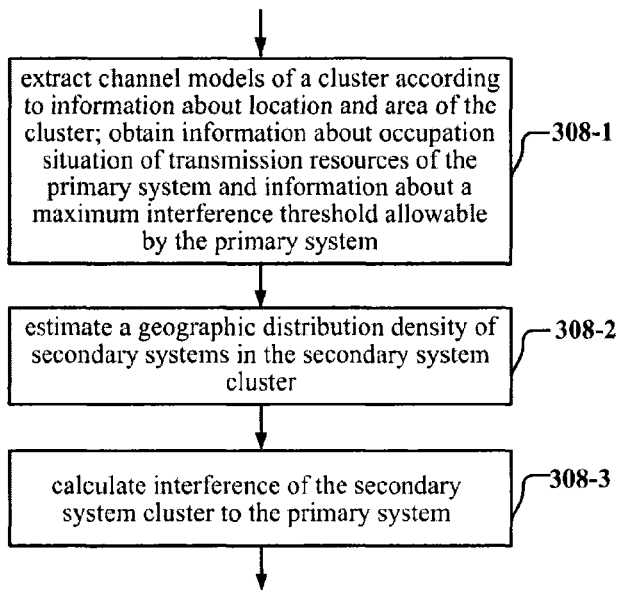 extract channel models of a cluster according
to information about location and area of the
cluster; obtain information about occupation
situation of transmission resources of the
primary system and information about a
maximum interference threshold allowable
by the primary system
308-1
estimate a geographic distribution density of
secondary systems in the secondary system
cluster
308-2
calculate interference of the secondary
system cluster to the primary system
308-3